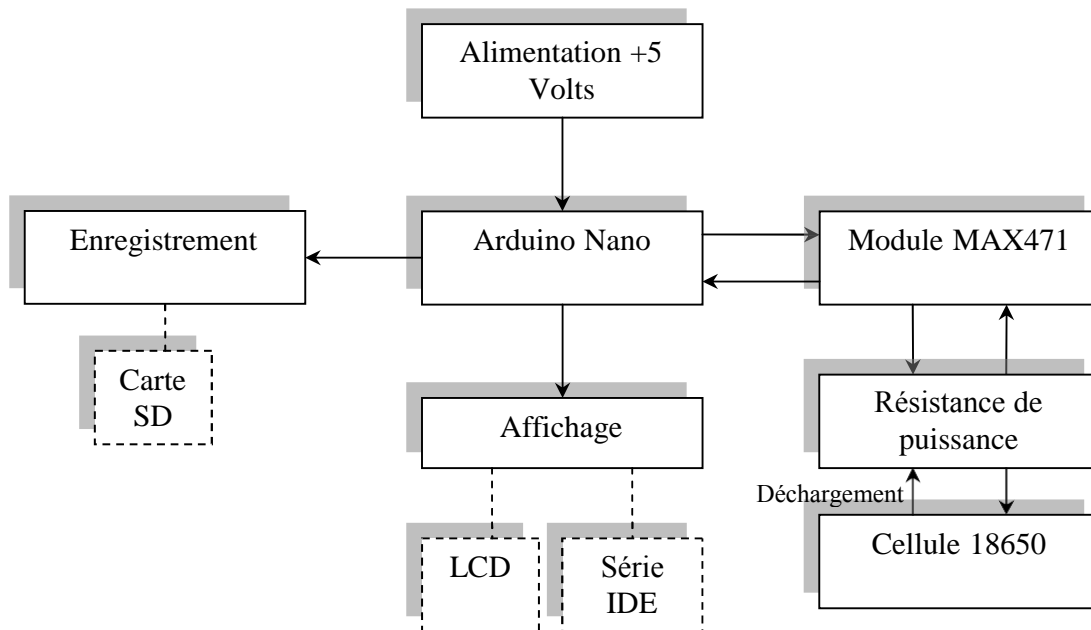 Alimentation +5
Volts
Enregistrement
Arduino Nano
Module MAX471
Carte
SD
Affichage
Résistance de
puissance
Déchargement
LCD
Série
IDE
Cellule 18650